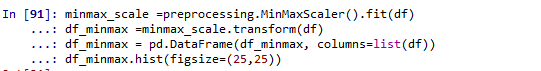 In [91]: minmax_scale =preprocessing.MinMaxScaler().fit(df)
...: df_minmax =minmax_scale.transform(df)
...: df_minmax = pd.DataFrame(df_minmax, columns=list(df))
...: df_minmax.hist(figsize=(25,25))